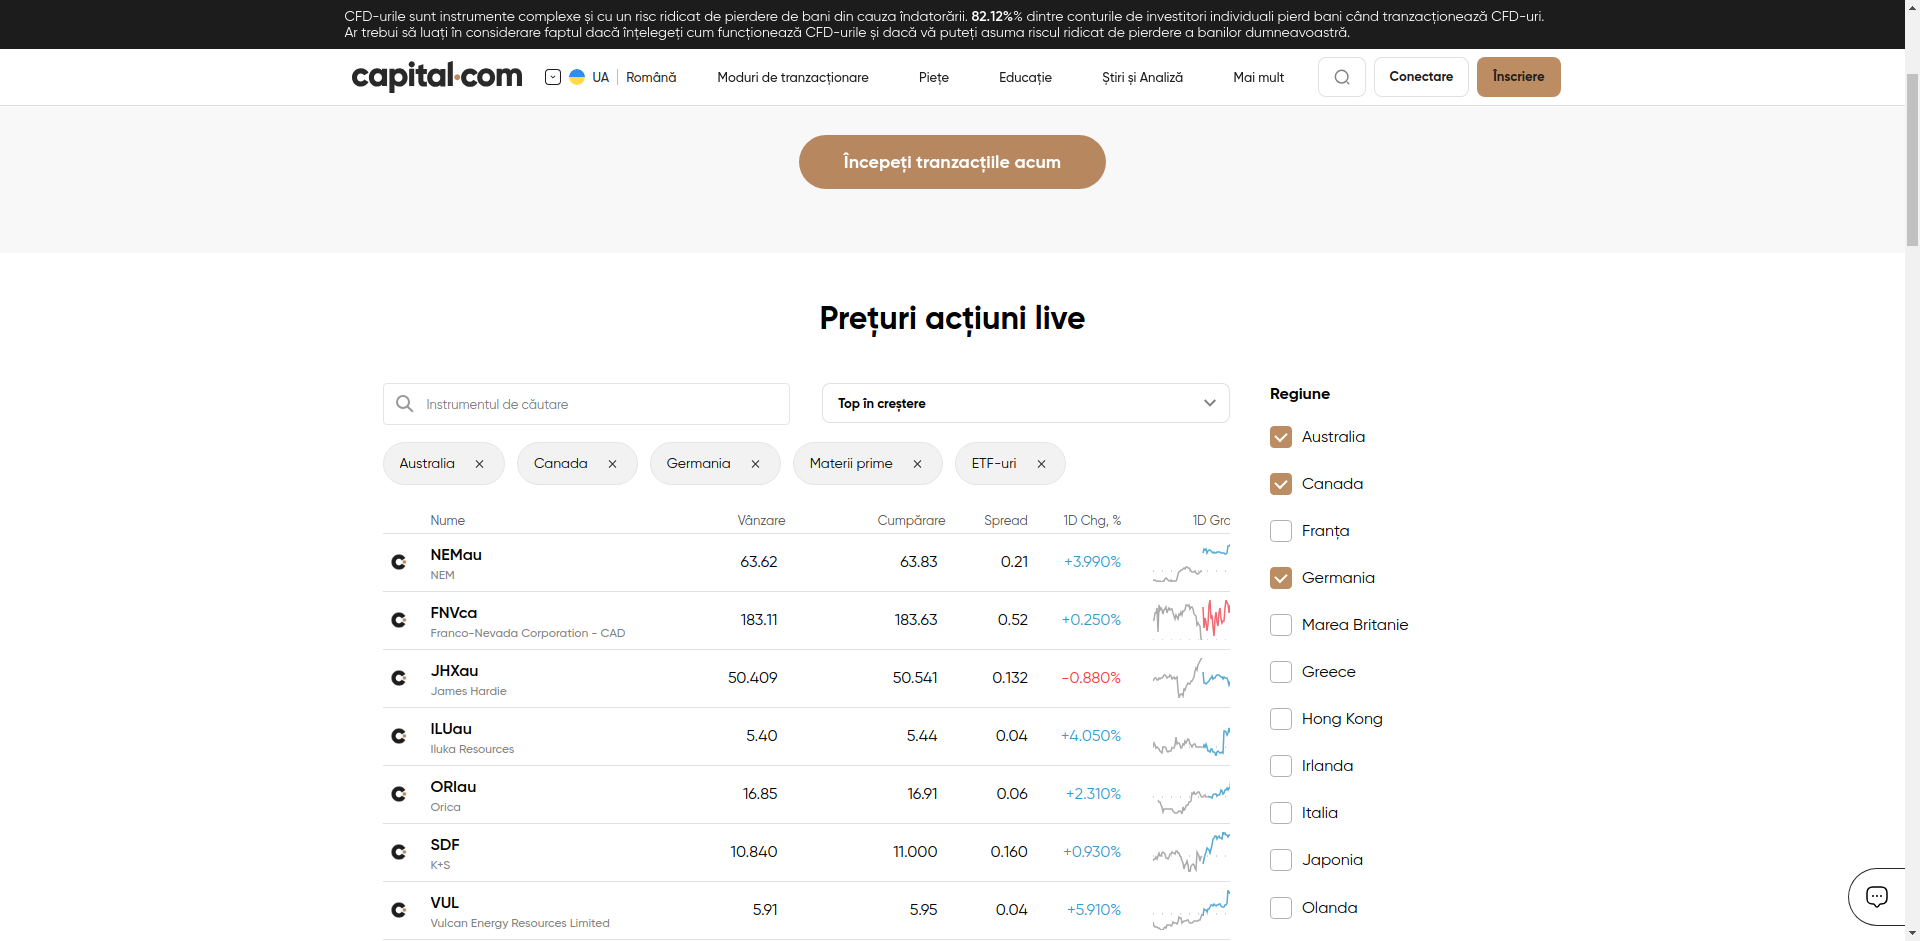 CFD-urile sunt instrumente complexe și cu un risc ridicat de pierdere de bani din cauza îndatorării. 82.12%% dintre conturile de investitori individuali pierd bani când tranzacționează CFD-uri.
Ar trebui să luați în considerare faptul dacă înțelegeți cum funcționează CFD-urile și dacă vă puteți asuma riscul ridicat de pierdere a banilor dumneavoastră.
capital.com UA Română Moduri de tranzacționare Piețe Educație Știri și Analiză Mai mult Conectare Înscriere
Începeți tranzacțiile acum
Prețuri acțiuni live
Instrumentul de căutare Top în creștere
Australia Canada Germania Materii prime ETF-uri
Nume Vânzare Cumpărare Spread 1D Chg, % 1D Grc
NEMau 63.62 63.83 0.21 +3.990%
NEM
FNVca 183.11 183.63 0.52 +0.250%
Franco-Nevada Corporation - CAD
JHXau 50.409 50.541 0.132 -0.880%
James Hardie
ILUau 5.40 5.44 0.04 +4.050%
Iluka Resources
ORIau 16.85 16.91 0.06 +2.310%
Orica
SDF 10.840 11.000 0.160 +0.930%
K+S
VUL 5.91 5.95 0.04 +5.910%
Vulcan Energy Resources Limited
Regiune
Australia
Canada
Franța
Germania
Marea Britanie
Greece
Hong Kong
Irlanda
Italia
Japonia
Olanda